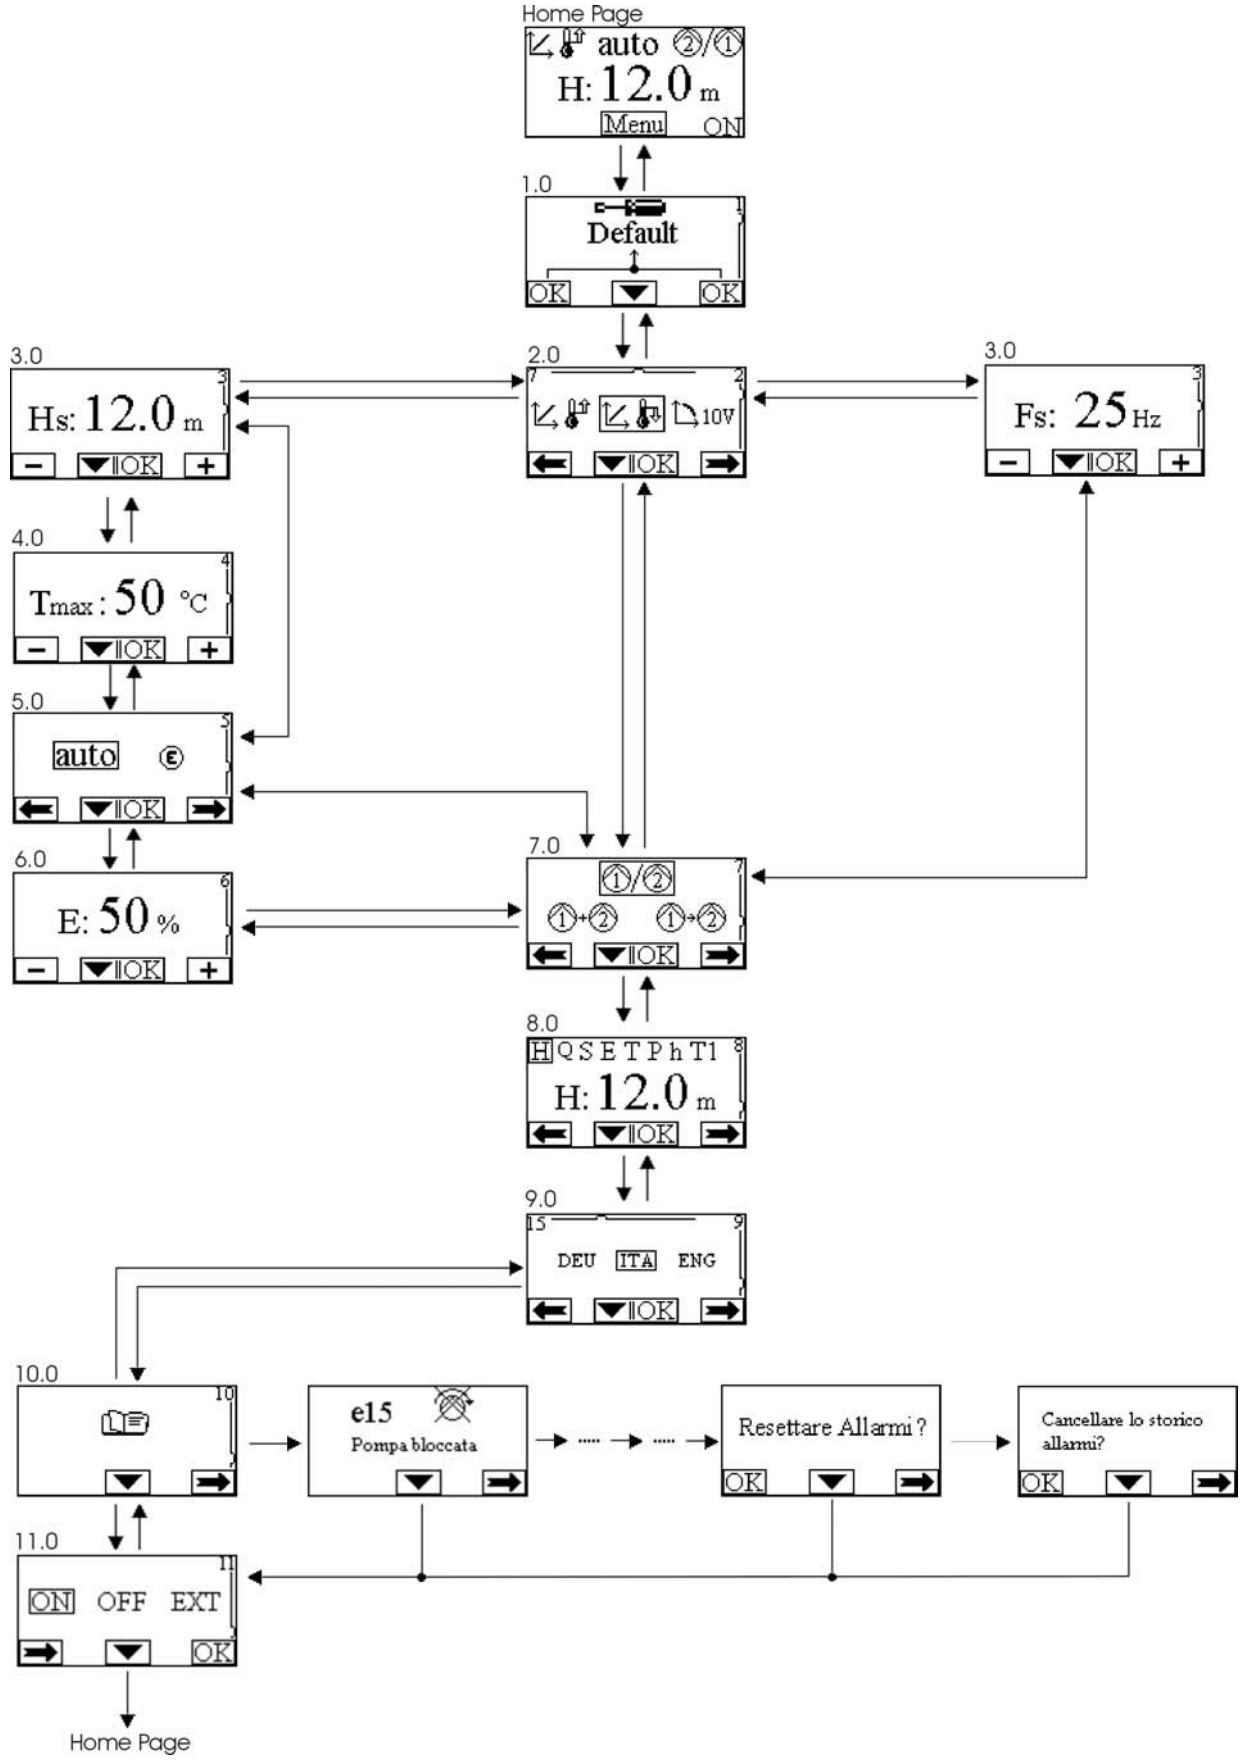 Home Page
auto 2/1
H: 12.0 m
Menu ON
1.0
1
Default
OK OK
3.0
3
Hs: 12.0 m
− OK +
2.0
7 2
10V
OK
3.0
3
Fs: 25 Hz
− OK +
4.0
4
Tmax : 50 °C
− OK +
5.0
5
auto E
OK
6.0
6
E: 50 %
− OK +
7.0
7
1/2
1+2 1→2
OK
8.0
8
H Q S E T P h T1
H: 12.0 m
OK
9.0
15 9
DEU ITA ENG
OK
10.0
10
e15
Pompa bloccata
Resettare Allarmi ?
OK
Cancellare lo storico
allarmi?
OK
11.0
11
ON OFF EXT
OK
Home Page